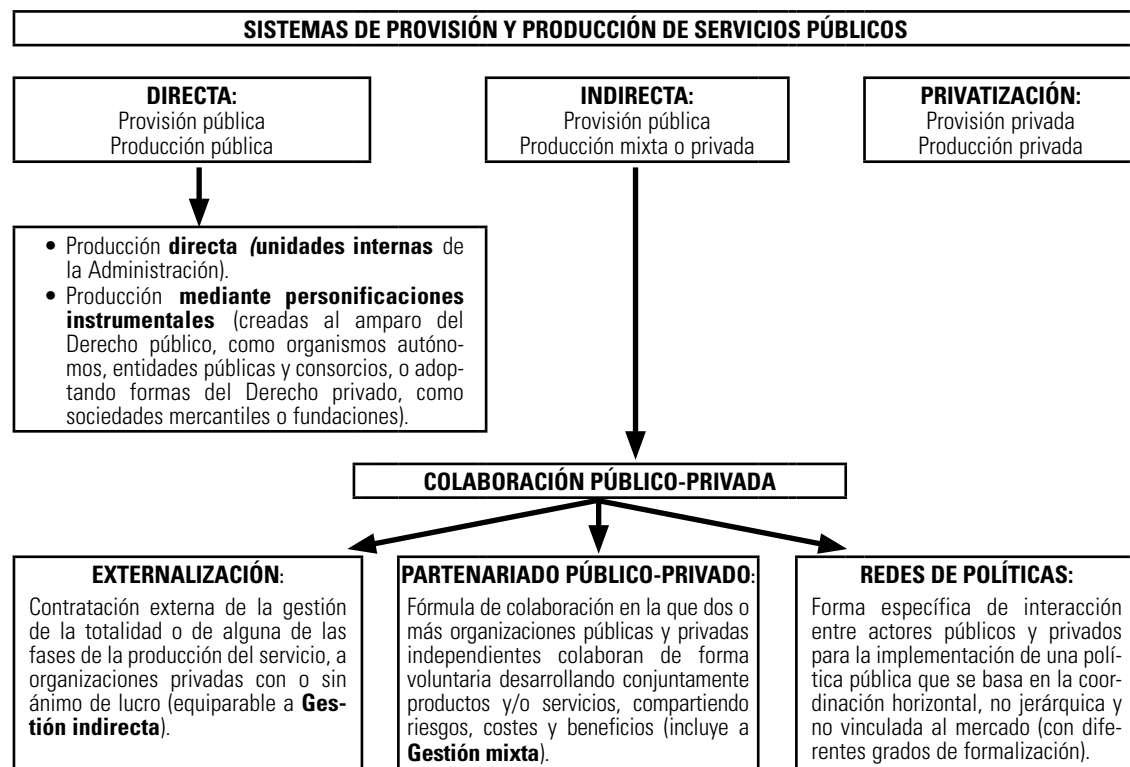 SISTEMAS DE PROVISIÓN Y PRODUCCIÓN DE SERVICIOS PÚBLICOS
DIRECTA:
Provisión pública
Producción pública
INDIRECTA:
Provisión pública
Producción mixta o privada
PRIVATIZACIÓN:
Provisión privada
Producción privada
• Producción directa (unidades internas de
la Administración).
• Producción mediante personificaciones
instrumentales (creadas al amparo del
Derecho público, como organismos autóno-
mos, entidades públicas y consorcios, o adop-
tando formas del Derecho privado, como
sociedades mercantiles o fundaciones).
COLABORACIÓN PÚBLICO-PRIVADA
EXTERNALIZACIÓN:
Contratación externa de la gestión
de la totalidad o de alguna de las
fases de la producción del servicio, a
organizaciones privadas con o sin
ánimo de lucro (equiparable a Ges-
tión indirecta).
PARTENARIADO PÚBLICO-PRIVADO:
Fórmula de colaboración en la que dos o
más organizaciones públicas y privadas
independientes colaboran de forma
voluntaria desarrollando conjuntamente
productos y/o servicios, compartiendo
riesgos, costes y beneficios (incluye a
Gestión mixta).
REDES DE POLÍTICAS:
Forma específica de interacción
entre actores públicos y privados
para la implementación de una polí-
tica pública que se basa en la coor-
dinación horizontal, no jerárquica y
no vinculada al mercado (con dife-
rentes grados de formalización).